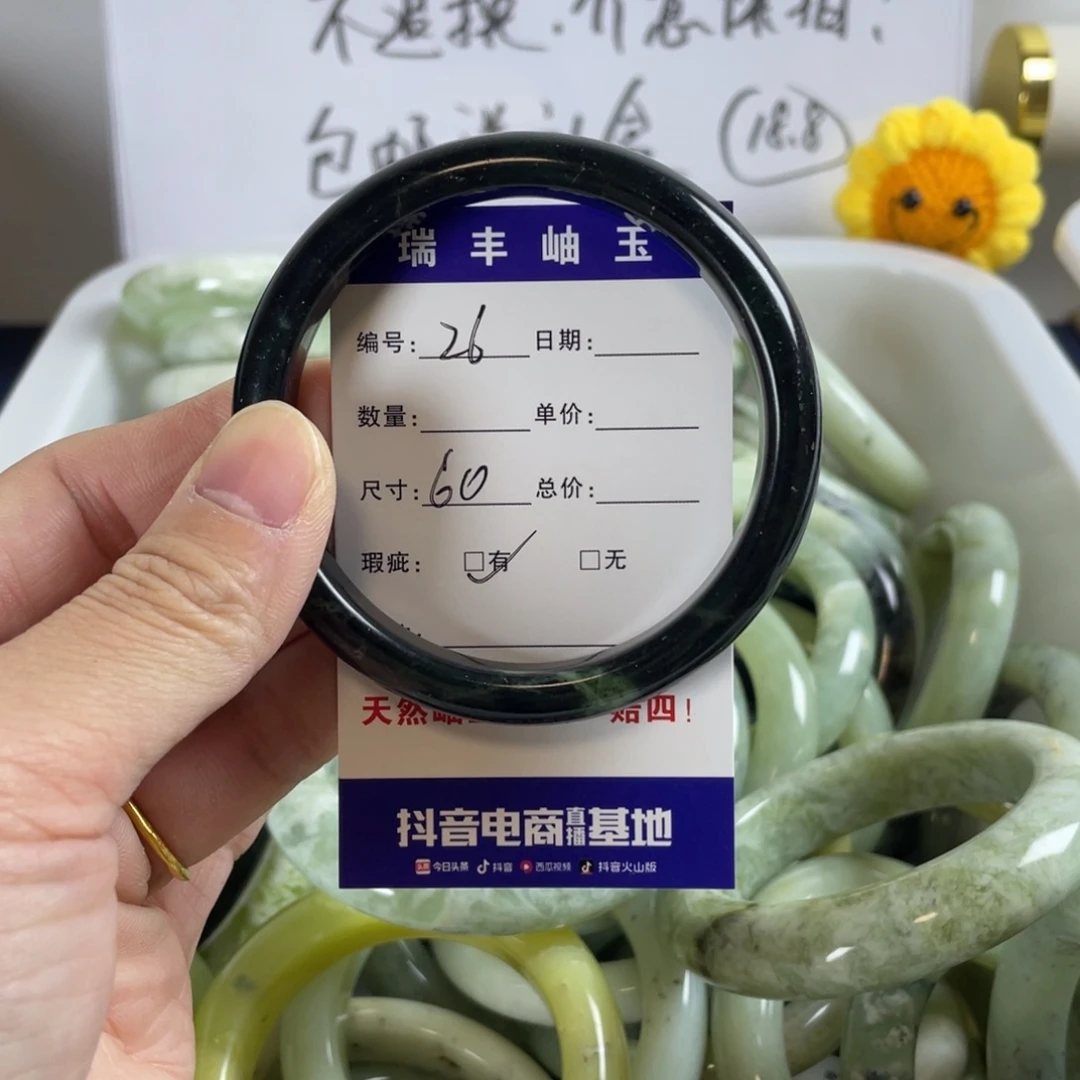 不退换，介意慎拍！
包邮送礼盒 18.8
瑞丰岫玉
编号：26 日期：
数量： 单价：
尺寸：60 总价：
瑕疵： □有✓ □无
天然岫 赔四！
抖音电商直播基地
今日头条 抖音 西瓜视频 抖音火山版